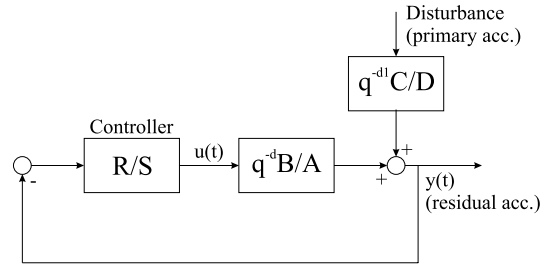 Disturbance
(primary acc.)
q-d1C/D
Controller
R/S
u(t)
q-dB/A
+
+
-
y(t)
(residual acc.)